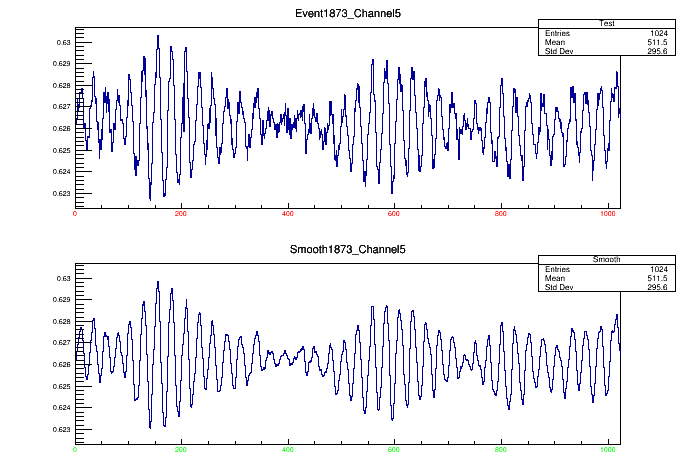 Event1873_Channel5
Test
Entries 1024
Mean 511.5
Std Dev 295.6
0.63
0.629
0.628
0.627
0.626
0.625
0.624
0.623
0 200 400 600 800 1000
Smooth1873_Channel5
Smooth
Entries 1024
Mean 511.5
Std Dev 295.6
0.63
0.629
0.628
0.627
0.626
0.625
0.624
0.623
0 200 400 600 800 1000